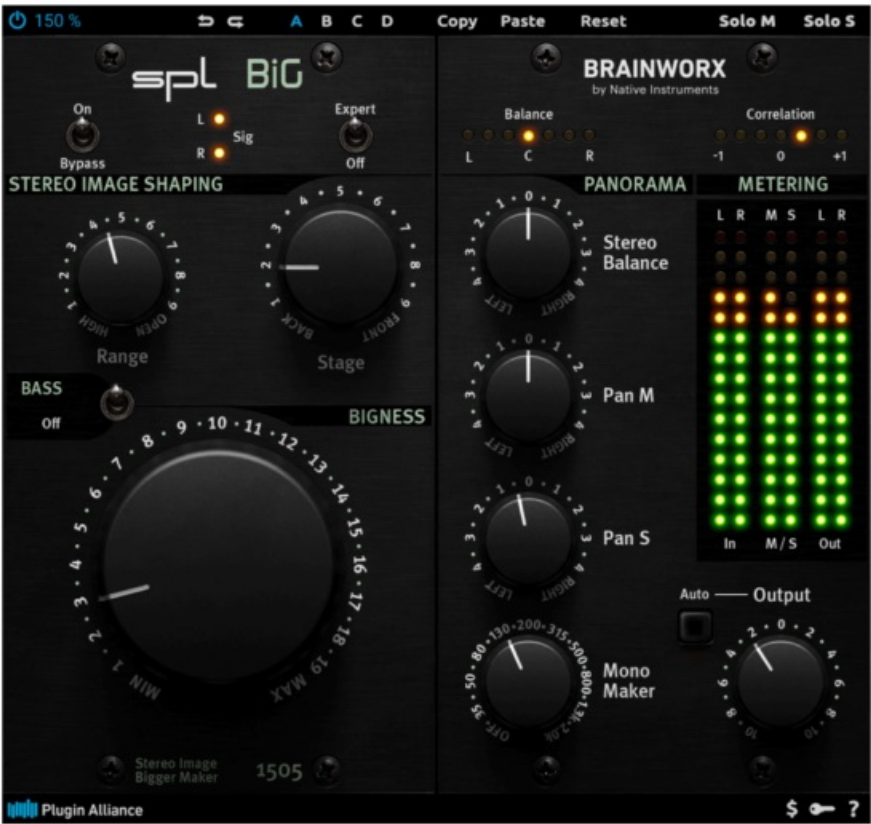 150 %
A B C D
Copy Paste Reset
Solo M Solo S
spl BiG
On
Bypass
L
R
Sig
Expert
Off
BRAINWORX
by Native Instruments
Balance
L C R
Correlation
-1 0 +1
STEREO IMAGE SHAPING
1 2 3 4 5 6 7 8 9
HIGH OPEN
Range
1 2 3 4 5 6 7 8 9
BACK FRONT
Stage
BASS
Off
BIGNESS
1 2 3 4 5 6 7 8 9 10 11 12 13 14 15 16 17 18 19
MIN MAX
Stereo Image
Bigger Maker
1505
PANORAMA
4 3 2 1 0 1 2 3 4
LEFT RIGHT
Stereo
Balance
4 3 2 1 0 1 2 3 4
LEFT RIGHT
Pan M
4 3 2 1 0 1 2 3 4
LEFT RIGHT
Pan S
OFF 35 50 80 130 200 315 500 800 1.3k 2.0k
Mono
Maker
METERING
L R M S L R
In M/S Out
Auto Output
10 8 6 4 2 0 2 4 6 8 10
Plugin Alliance
$ ?